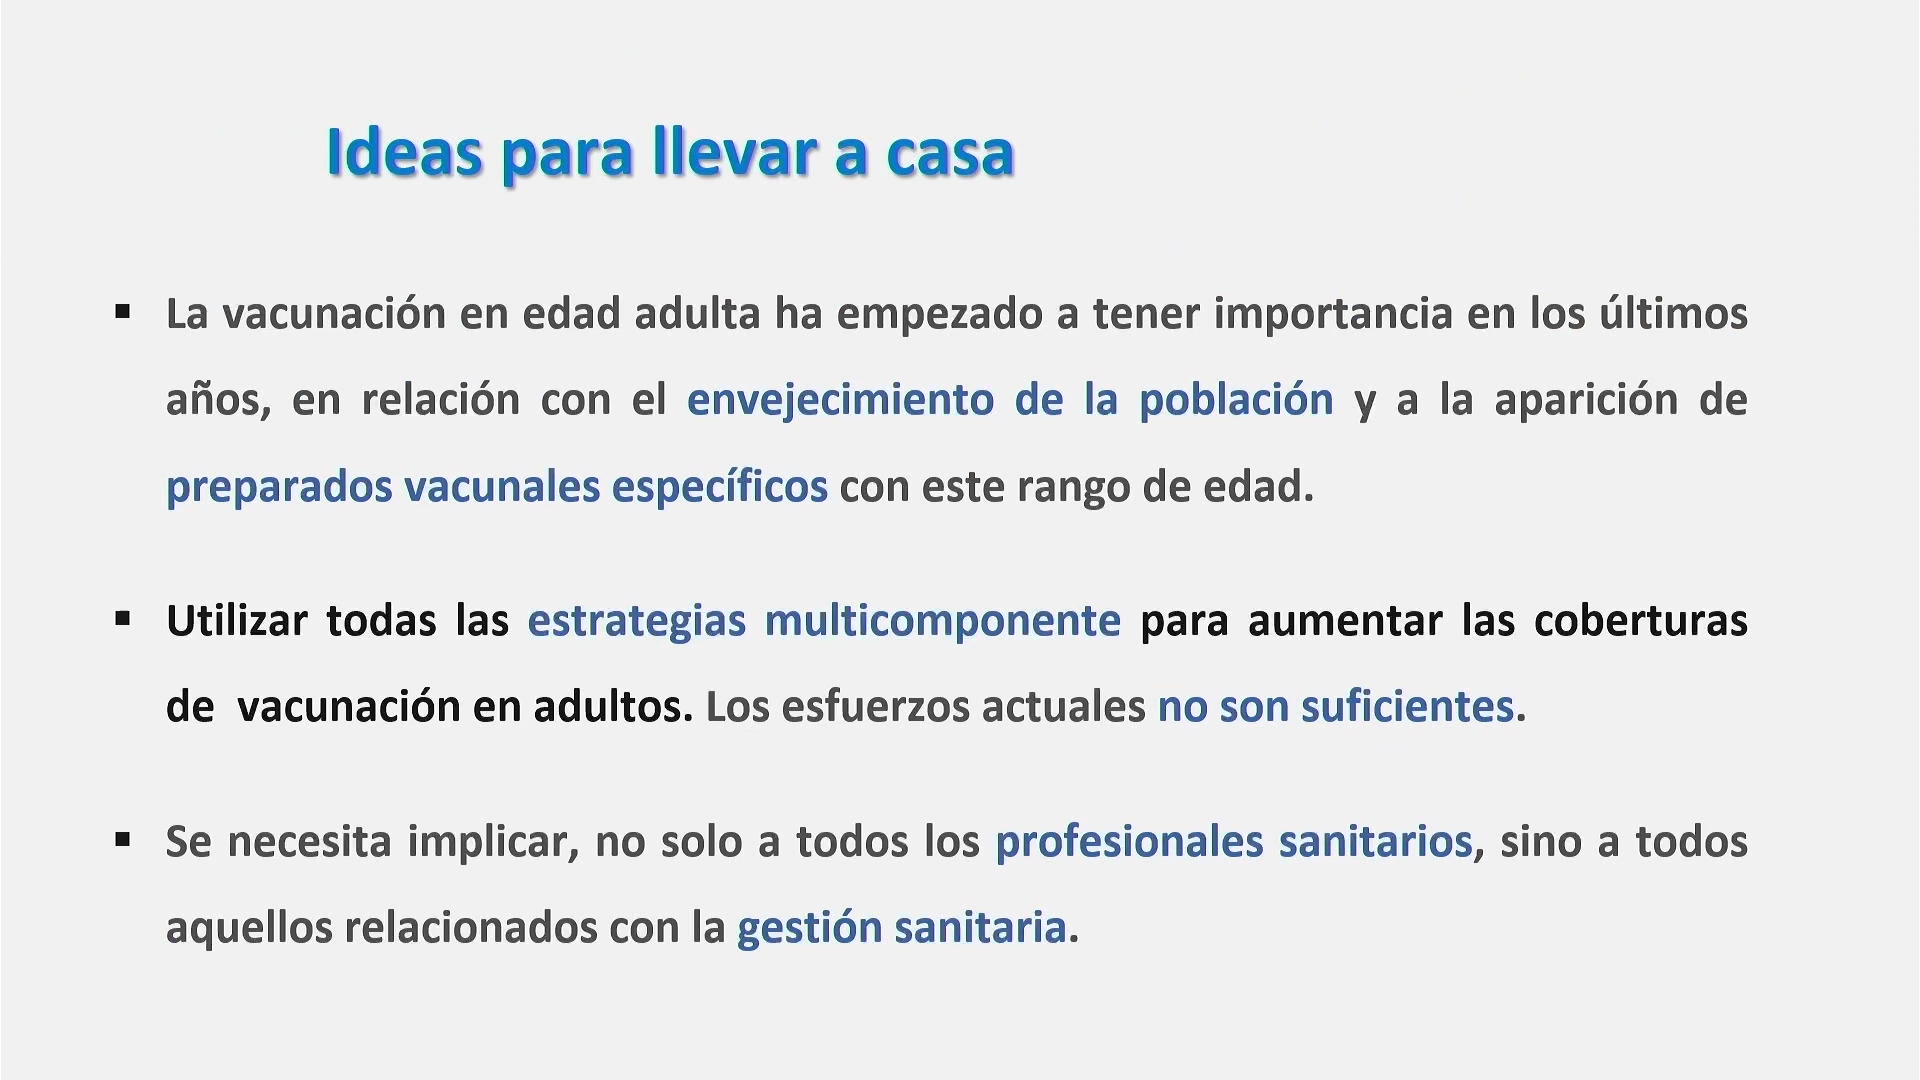 Ideas para llevar a casa
▪ La vacunación en edad adulta ha empezado a tener importancia en los últimos
años, en relación con el envejecimiento de la población y a la aparición de
preparados vacunales específicos con este rango de edad.
▪ Utilizar todas las estrategias multicomponente para aumentar las coberturas
de vacunación en adultos. Los esfuerzos actuales no son suficientes.
▪ Se necesita implicar, no solo a todos los profesionales sanitarios, sino a todos
aquellos relacionados con la gestión sanitaria.